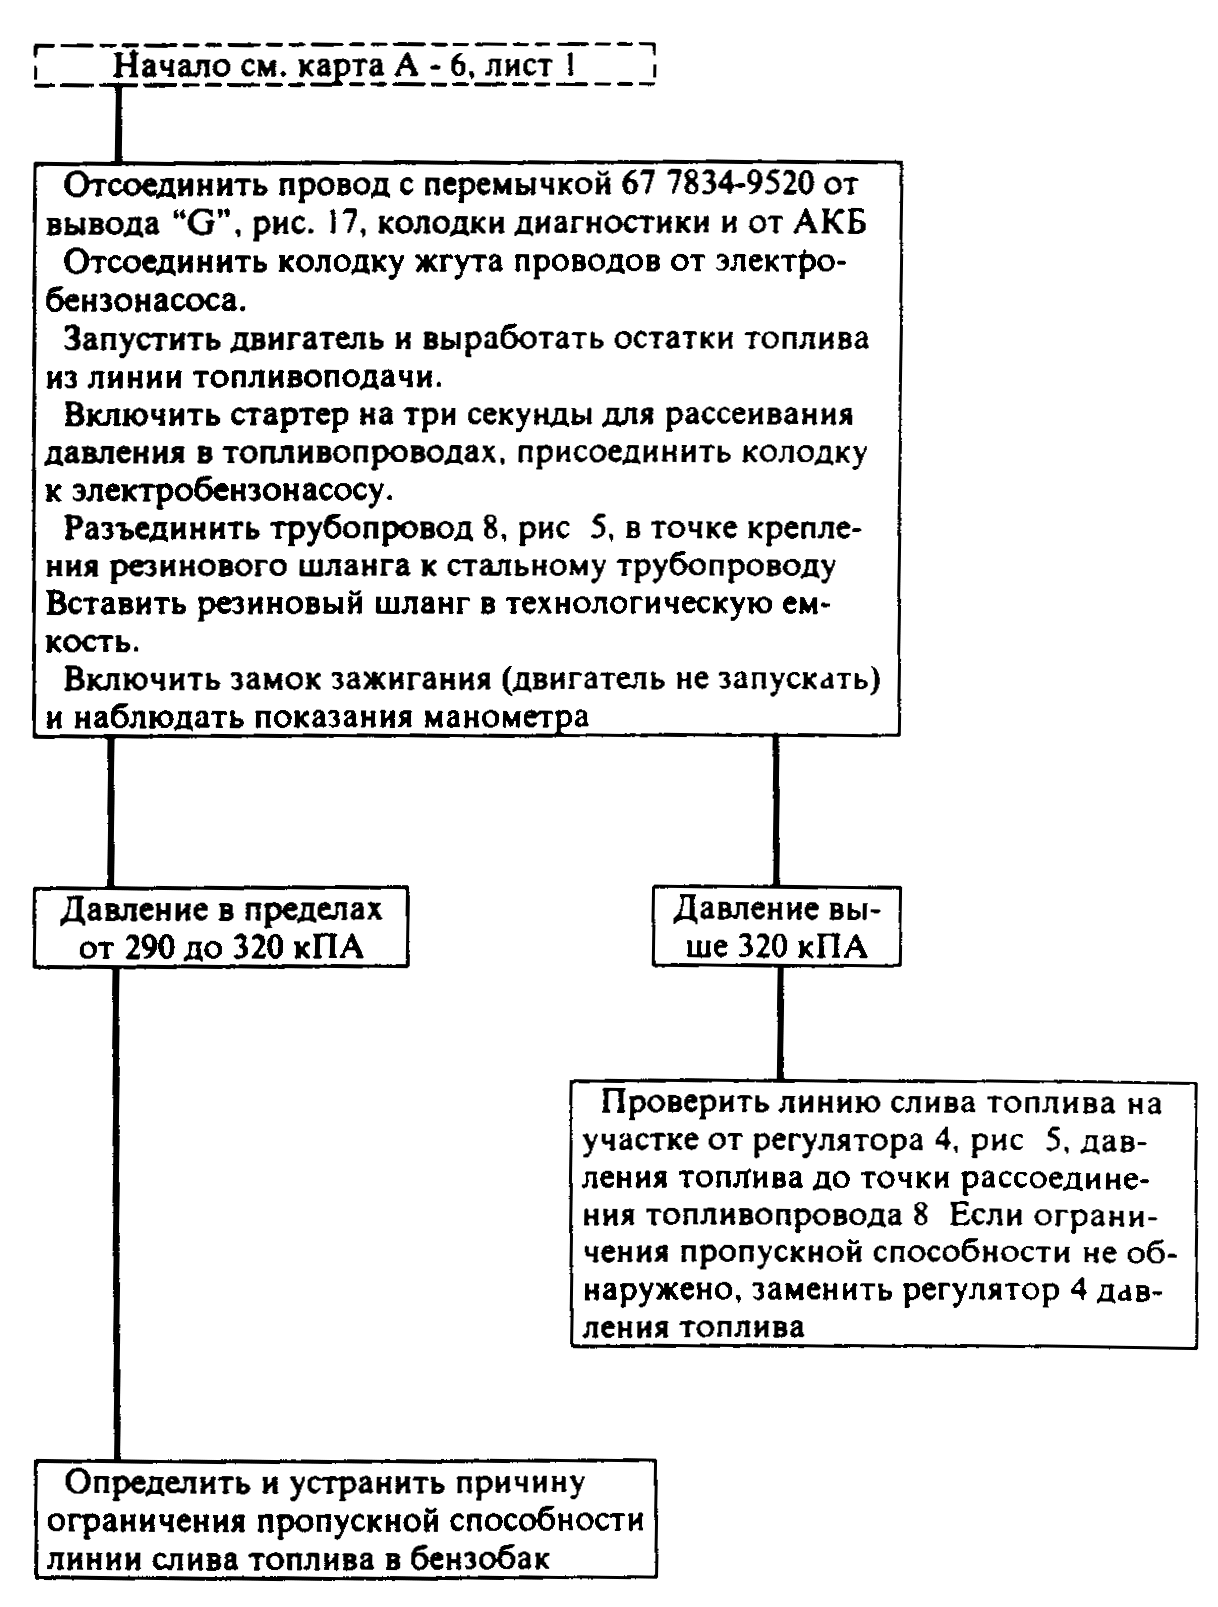 Начало см. карта А - 6, лист 1
Отсоединить провод с перемычкой 67 7834-9520 от
вывода “G”, рис. 17, колодки диагностики и от АКБ
Отсоединить колодку жгута проводов от электро-
бензонасоса.
Запустить двигатель и выработать остатки топлива
из линии топливоподачи.
Включить стартер на три секунды для рассеивания
давления в топливопроводах, присоединить колодку
к электробензонасосу.
Разъединить трубопровод 8, рис 5, в точке крепле-
ния резинового шланга к стальному трубопроводу
Вставить резиновый шланг в технологическую ем-
кость.
Включить замок зажигания (двигатель не запускать)
и наблюдать показания манометра
Давление в пределах
от 290 до 320 кПА
Давление вы-
ше 320 кПА
Проверить линию слива топлива на
участке от регулятора 4, рис 5, дав-
ления топлива до точки рассоедине-
ния топливопровода 8 Если ограни-
чения пропускной способности не об-
наружено, заменить регулятор 4 дав-
ления топлива
Определить и устранить причину
ограничения пропускной способности
линии слива топлива в бензобак